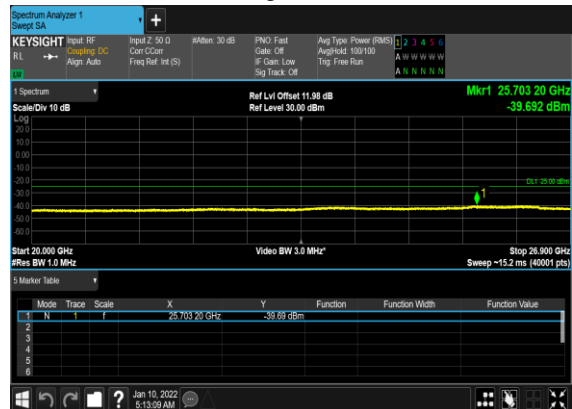 Spectrum Analyzer 1
Swept SA
+
KEYSIGHT Input: RF Input Z: 50 Ω #Atten: 30 dB PNO: Fast Avg Type: Power (RMS) 1 2 3 4 5 6
RL Coupling: DC Corr CCorr Gate: Off Avg|Hold: 100/100 A W W W W W
Align: Auto Freq Ref: Int (S) IF Gain: Low Trig: Free Run
LW Sig Track: Off A N N N N N
1 Spectrum Ref Lvl Offset 11.98 dB Mkr1 25.703 20 GHz
Scale/Div 10 dB Ref Level 30.00 dBm -39.692 dBm
Log
20.0
10.0
0.00
-10.0
-20.0 DL1 -25.00 dBm
-30.0 1
-40.0
-50.0
-60.0
Start 20.000 GHz Video BW 3.0 MHz* Stop 26.900 GHz
#Res BW 1.0 MHz Sweep ~15.2 ms (40001 pts)
5 Marker Table
Mode Trace Scale X Y Function Function Width Function Value
1 N 1 f 25.703 20 GHz -39.69 dBm
2
3
4
5
6
? Jan 10, 2022
5:13:09 AM